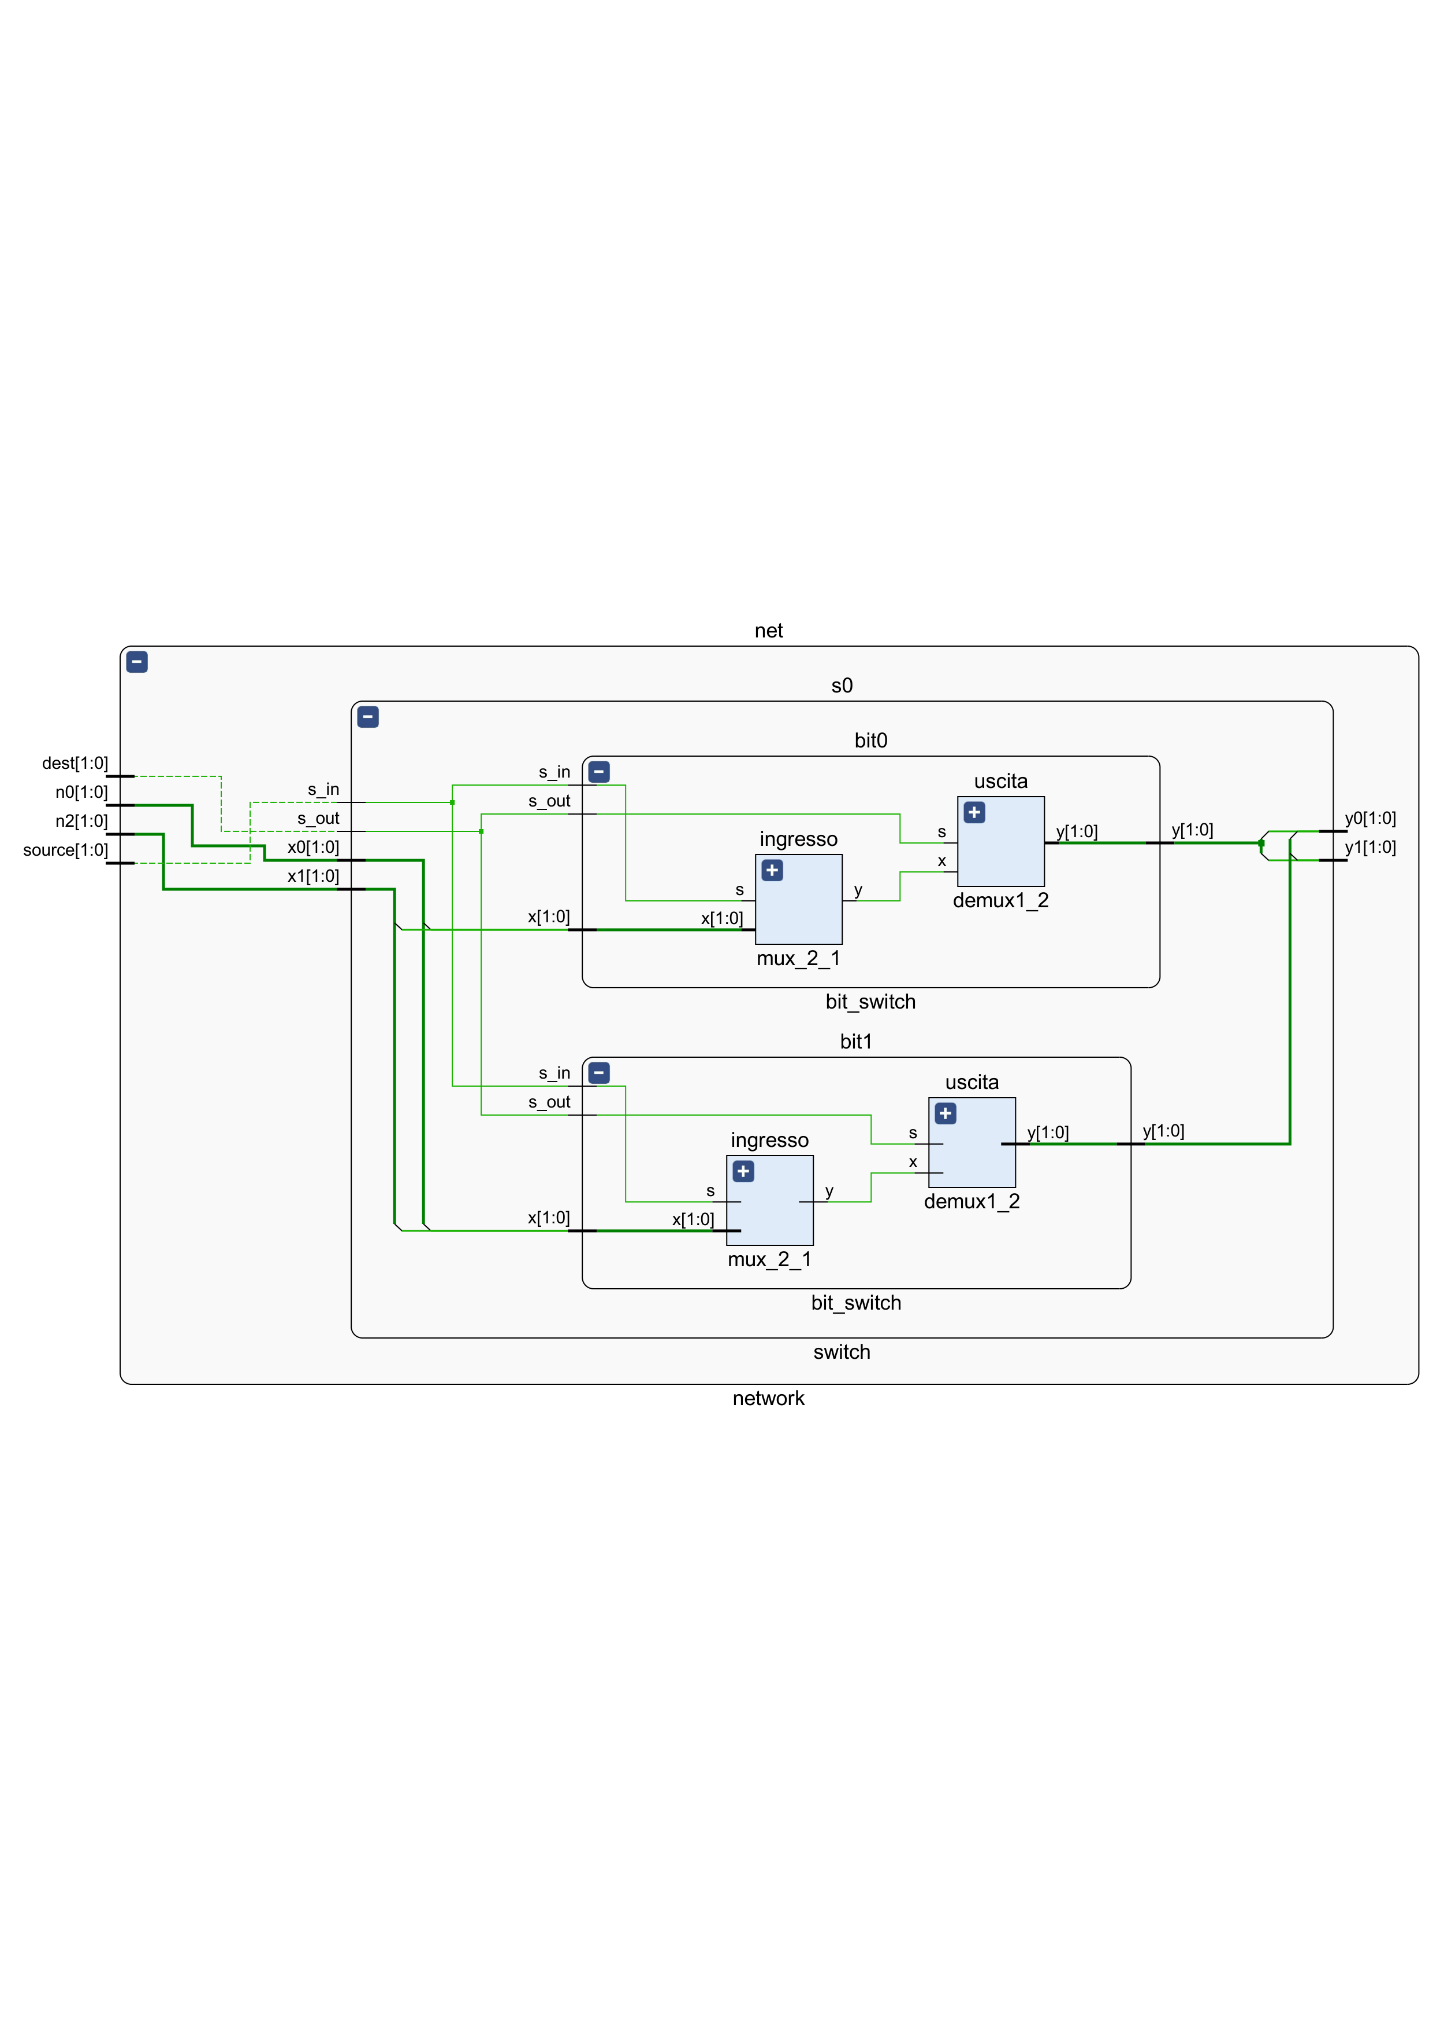 net
s0
bit0
dest[1:0]
n0[1:0]
n2[1:0]
source[1:0]
s_in
s_out
x0[1:0]
x1[1:0]
s_in
s_out
x[1:0]
ingresso
s
x[1:0]
y
mux_2_1
uscita
s
x
y[1:0]
demux1_2
y[1:0]
y0[1:0]
y1[1:0]
bit_switch
bit1
s_in
s_out
x[1:0]
ingresso
s
x[1:0]
y
mux_2_1
uscita
s
x
y[1:0]
demux1_2
y[1:0]
bit_switch
switch
network